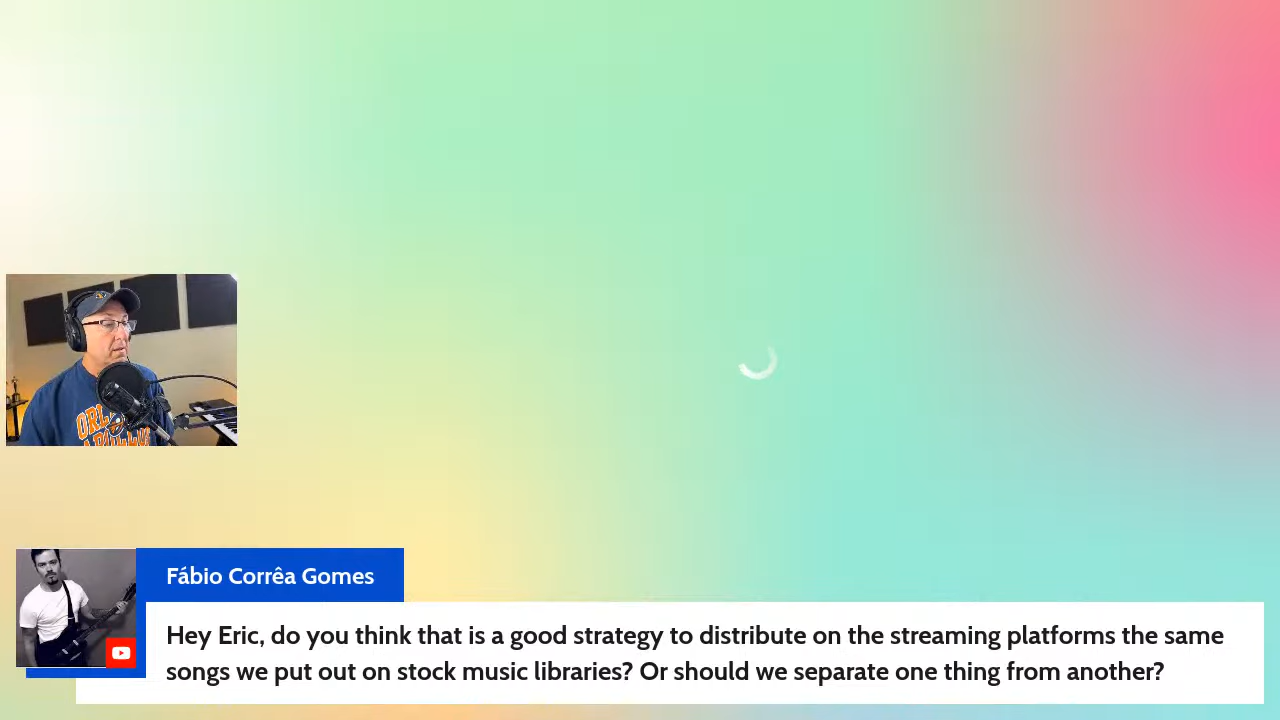 ORL
Fábio Corrêa Gomes
Hey Eric, do you think that is a good strategy to distribute on the streaming platforms the same
songs we put out on stock music libraries? Or should we separate one thing from another?